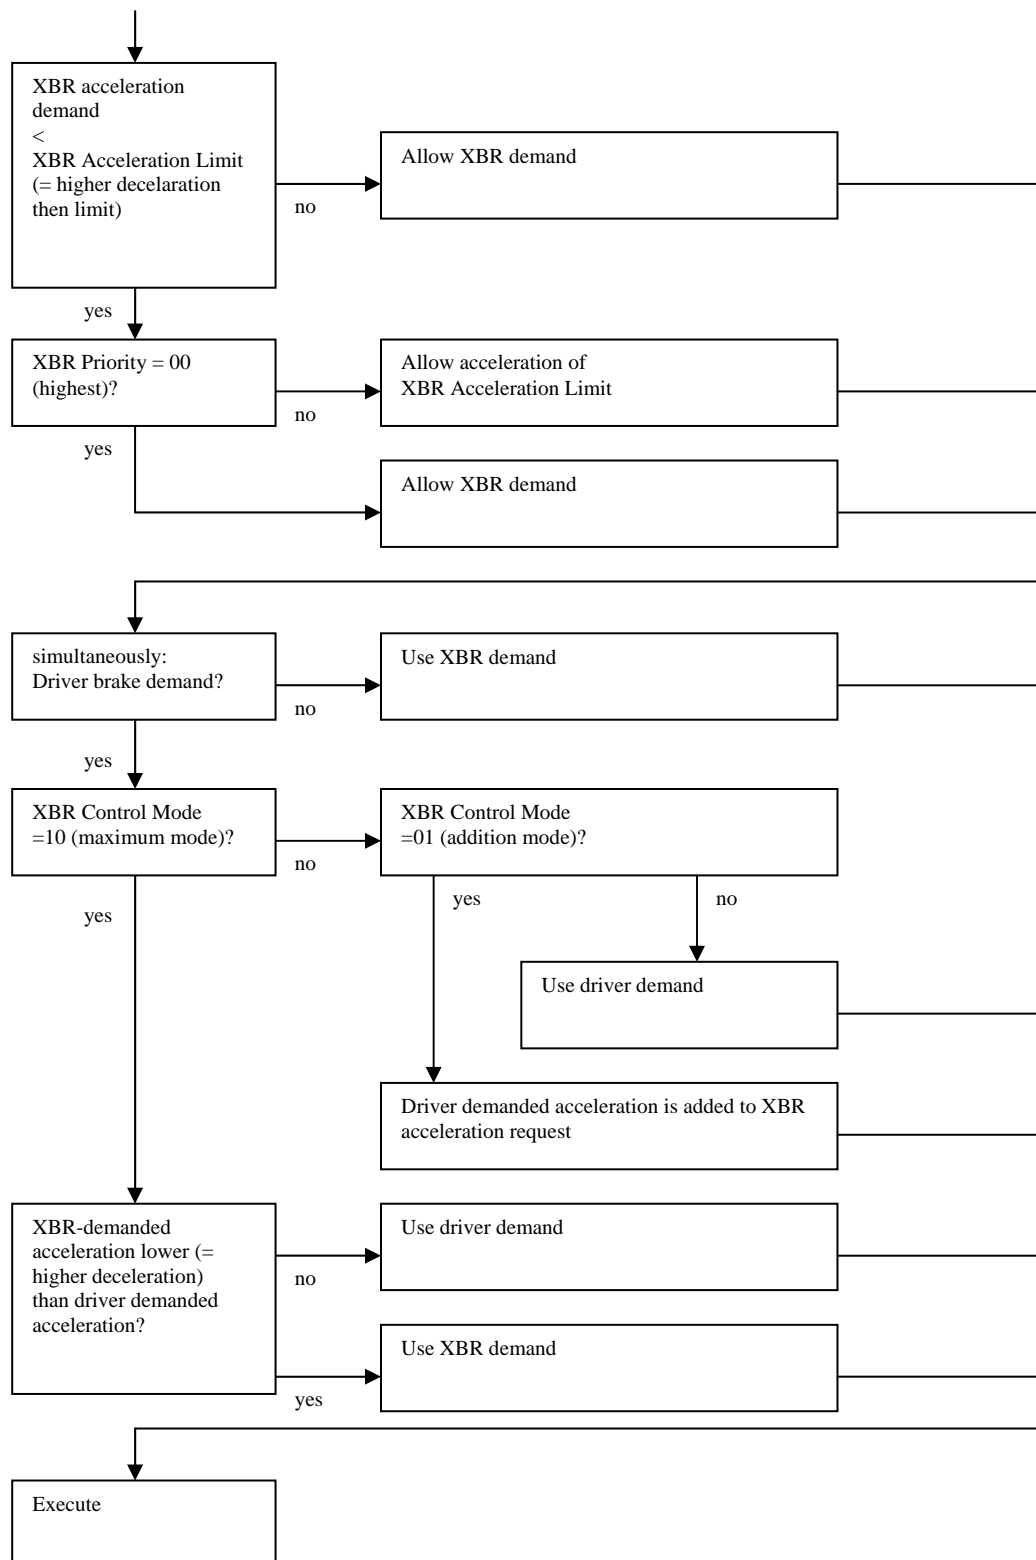 XBR acceleration
demand
<
XBR Acceleration Limit
(= higher decelaration
then limit)
Allow XBR demand
no
yes
XBR Priority = 00
(highest)?
Allow acceleration of
XBR Acceleration Limit
no
yes
Allow XBR demand
simultaneously:
Driver brake demand?
Use XBR demand
no
yes
XBR Control Mode
=10 (maximum mode)?
XBR Control Mode
=01 (addition mode)?
no
yes
yes
no
Use driver demand
Driver demanded acceleration is added to XBR
acceleration request
XBR-demanded
acceleration lower (=
higher deceleration)
than driver demanded
acceleration?
Use driver demand
no
Use XBR demand
yes
Execute